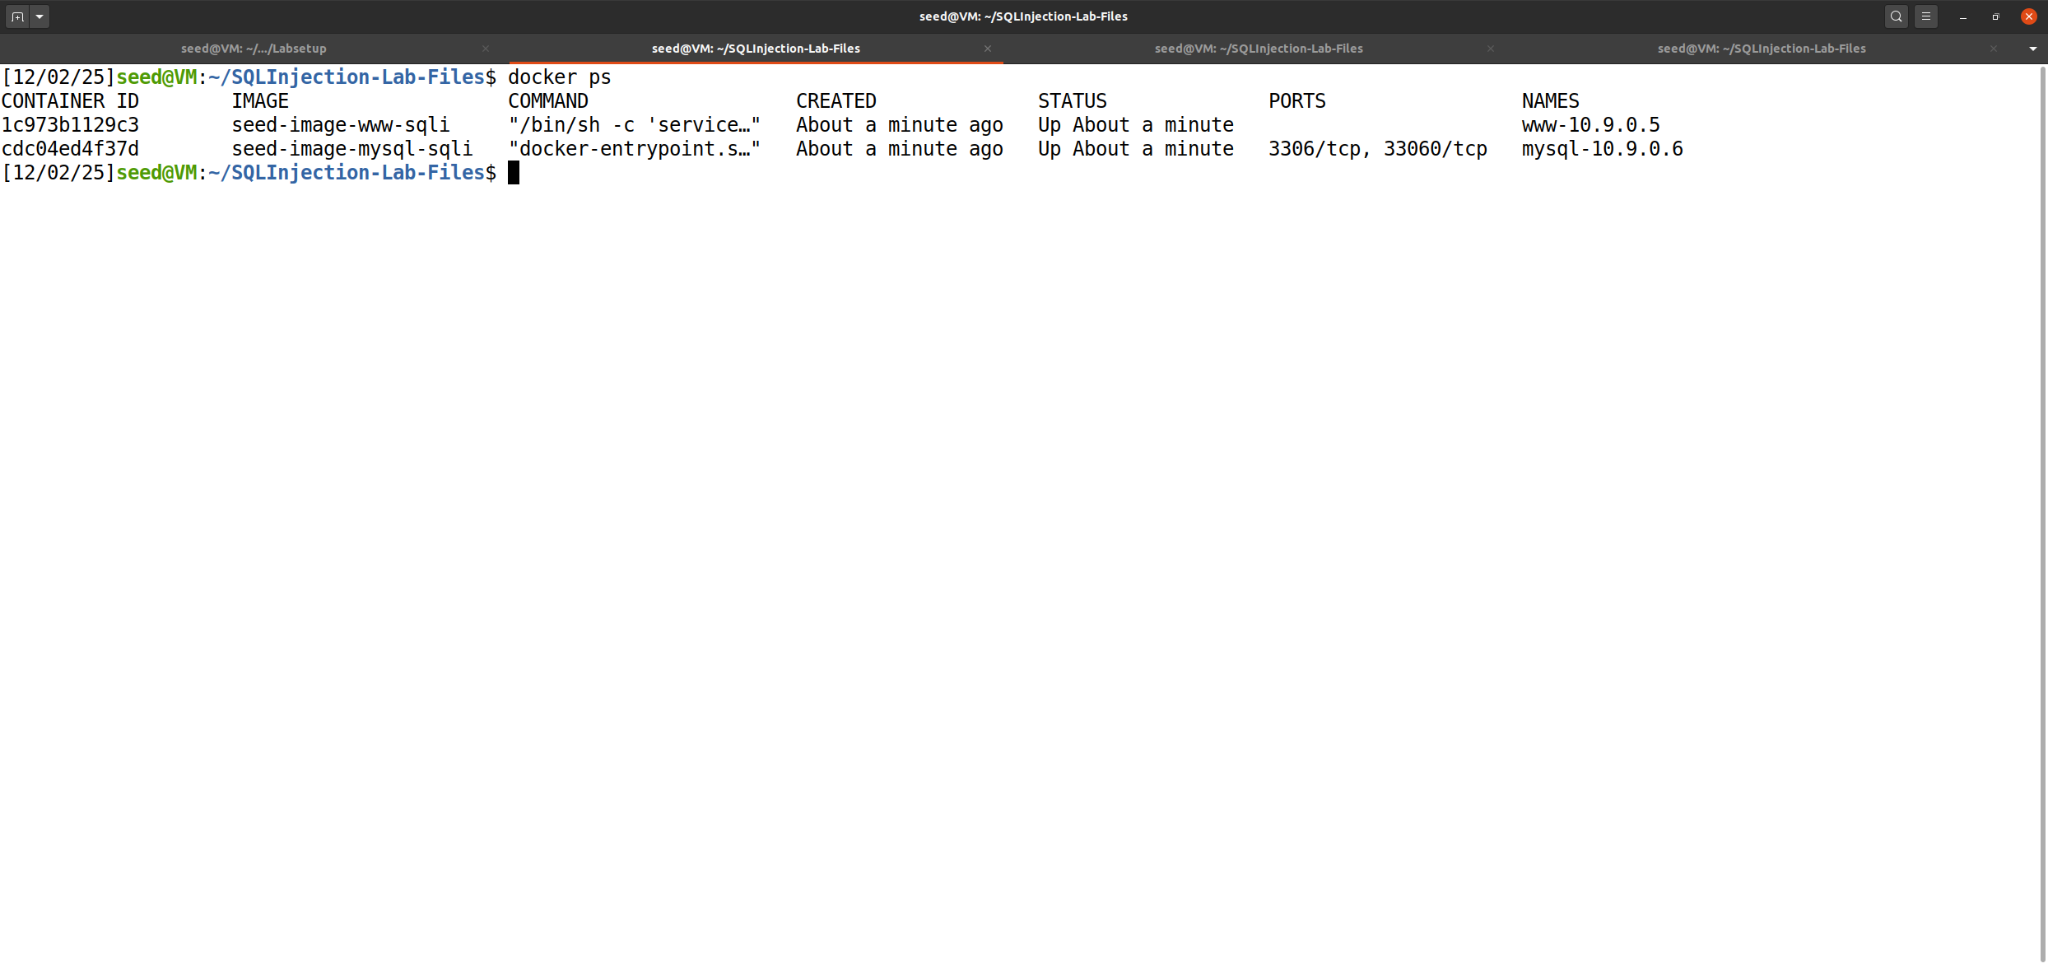 seed@VM: ~/SQLInjection-Lab-Files
seed@VM: ~/.../Labsetup × seed@VM: ~/SQLInjection-Lab-Files × seed@VM: ~/SQLInjection-Lab-Files × seed@VM: ~/SQLInjection-Lab-Files ×
[12/02/25]seed@VM:~/SQLInjection-Lab-Files$ docker ps
CONTAINER ID IMAGE COMMAND CREATED STATUS PORTS NAMES
1c973b1129c3 seed-image-www-sqli "/bin/sh -c 'service…" About a minute ago Up About a minute www-10.9.0.5
cdc04ed4f37d seed-image-mysql-sqli "docker-entrypoint.s…" About a minute ago Up About a minute 3306/tcp, 33060/tcp mysql-10.9.0.6
[12/02/25]seed@VM:~/SQLInjection-Lab-Files$